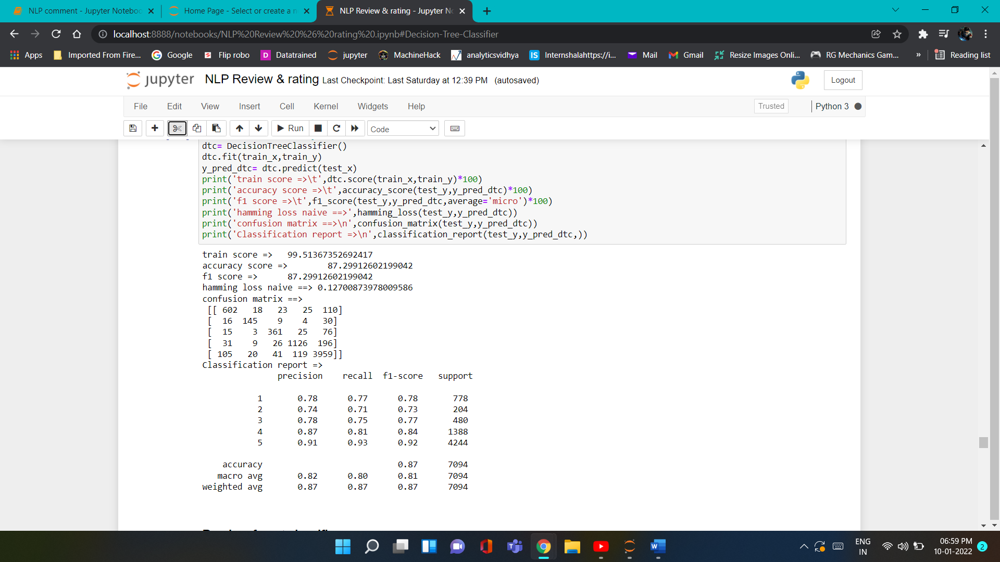 NLP comment - Jupyter Noteboo
Home Page - Select or create a n
NLP Review & rating - Jupyter No
localhost:8888/notebooks/NLP%20Review%20%26%20rating%20.ipynb#Decision-Tree-Classifier
Apps Imported From Fire... Google Flip robo Datatrained jupyter MachineHack analyticsvidhya Internshalahttps://i... Mail Gmail Resize Images Onli... RG Mechanics Gam... » Reading list
jupyter NLP Review & rating Last Checkpoint: Last Saturday at 12:39 PM (autosaved) Logout
File Edit View Insert Cell Kernel Widgets Help Trusted Python 3
Run Code
dtc= DecisionTreeClassifier()
dtc.fit(train_x,train_y)
y_pred_dtc= dtc.predict(test_x)
print('train score =>\t',dtc.score(train_x,train_y)*100)
print('accuracy score =>\t',accuracy_score(test_y,y_pred_dtc)*100)
print('f1 score =>\t',f1_score(test_y,y_pred_dtc,average='micro')*100)
print('hamming loss naive ==>',hamming_loss(test_y,y_pred_dtc))
print('confusion matrix ==>\n',confusion_matrix(test_y,y_pred_dtc))
print('Classification report =>\n',classification_report(test_y,y_pred_dtc,))
train score => 99.51367352692417
accuracy score => 87.29912602199042
f1 score => 87.29912602199042
hamming loss naive ==> 0.12700873978009586
confusion matrix ==>
[[ 602 18 23 25 110]
[ 16 145 9 4 30]
[ 15 3 361 25 76]
[ 31 9 26 1126 196]
[ 105 20 41 119 3959]]
Classification report =>
precision recall f1-score support
1 0.78 0.77 0.78 778
2 0.74 0.71 0.73 204
3 0.78 0.75 0.77 480
4 0.87 0.81 0.84 1388
5 0.91 0.93 0.92 4244
accuracy 0.87 7094
macro avg 0.82 0.80 0.81 7094
weighted avg 0.87 0.87 0.87 7094
ENG
IN
06:59 PM
10-01-2022
2